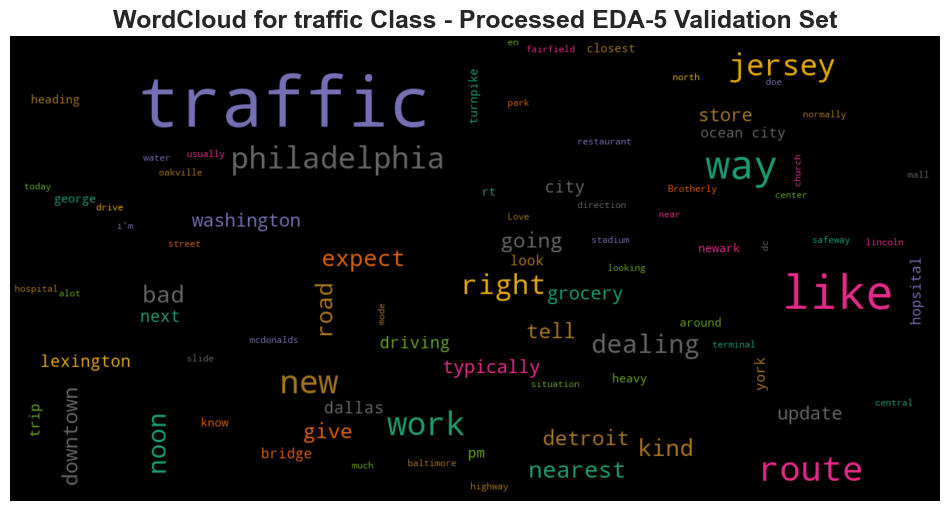 WordCloud for traffic Class - Processed EDA-5 Validation Set
en
fairfield
closest
jersey
traffic
turnpike
north
doe
heading
park
store
normally
ocean city
restaurant
philadelphia
water
usually
way
church
mall
oakville
today
george
drive
rt
city
Brotherly
center
direction
i'm
washington
Love
near
street
going
stadium
newark
dc
safeway
lincoln
expect
look
looking
hospital
alot
bad
road
right
grocery
like
hopsital
next
mode
tell
around
mcdonalds
driving
dealing
terminal
lexington
slide
typically
new
situation
heavy
york
trip
downtown
noon
dallas
work
update
central
know
give
bridge
detroit
kind
pm
much
baltimore
nearest
route
highway